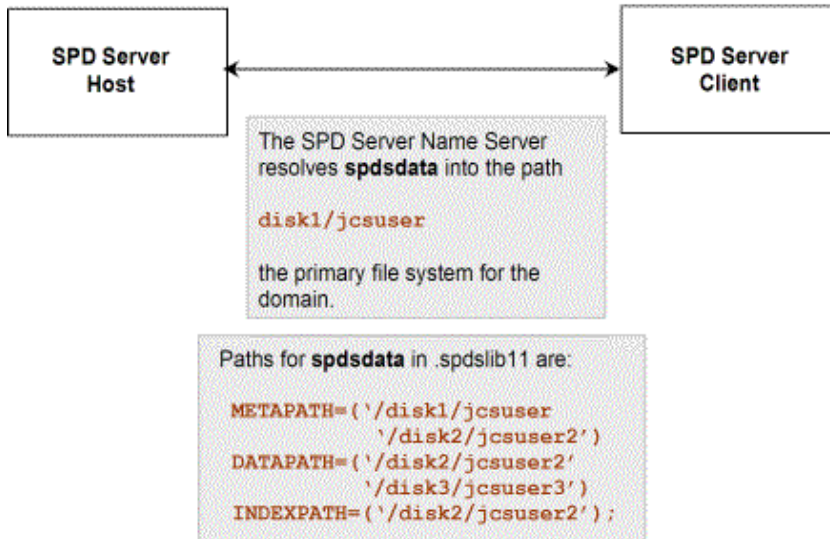 SPD Server
Host
SPD Server
Client
The SPD Server Name Server
resolves spdsdata into the path
disk1/jcsuser
the primary file system for the
domain.
Paths for spdsdata in .spdslib11 are:
METAPATH=(‘/disk1/jcsuser
‘/disk2/jcsuser2’)
DATAPATH=(‘/disk2/jcsuser2’
‘/disk3/jcsuser3’)
INDEXPATH=(‘/disk2/jcsuser2’);